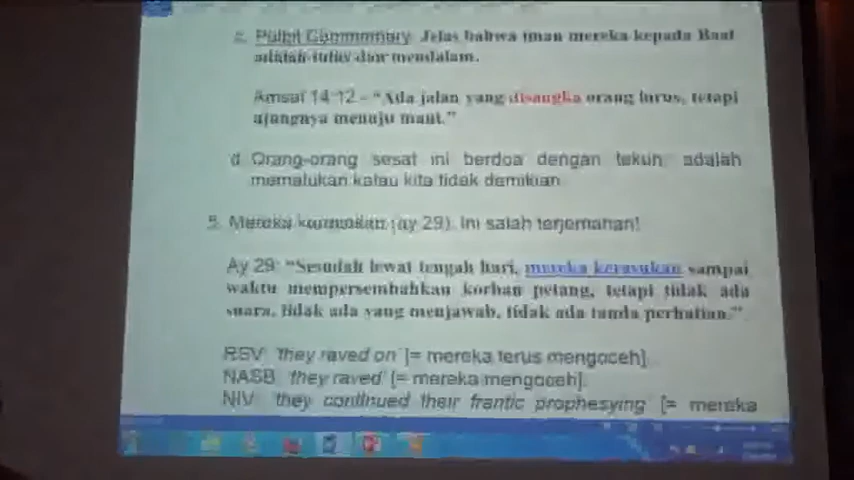 c. Pulpit Commentary: Jelas bahwa iman mereka kepada Baal
adalah tulus dan mendalam.
Amsal 14:12 - “Ada jalan yang disangka orang lurus, tetapi
ujungnya menuju maut.”
d. Orang-orang sesat ini berdoa dengan tekun, adalah
memalukan kalau kita tidak demikian.
5. Mereka kerasukan (ay 29). Ini salah terjemahan!
Ay 29: “Sesudah lewat tengah hari, mereka kerasukan sampai
waktu mempersembahkan korban petang, tetapi tidak ada
suara, tidak ada yang menjawab, tidak ada tanda perhatian.”.
RSV: ‘they raved on’ [= mereka terus mengoceh].
NASB: ‘they raved’ [= mereka mengoceh].
NIV: ‘they continued their frantic prophesying’ [= mereka